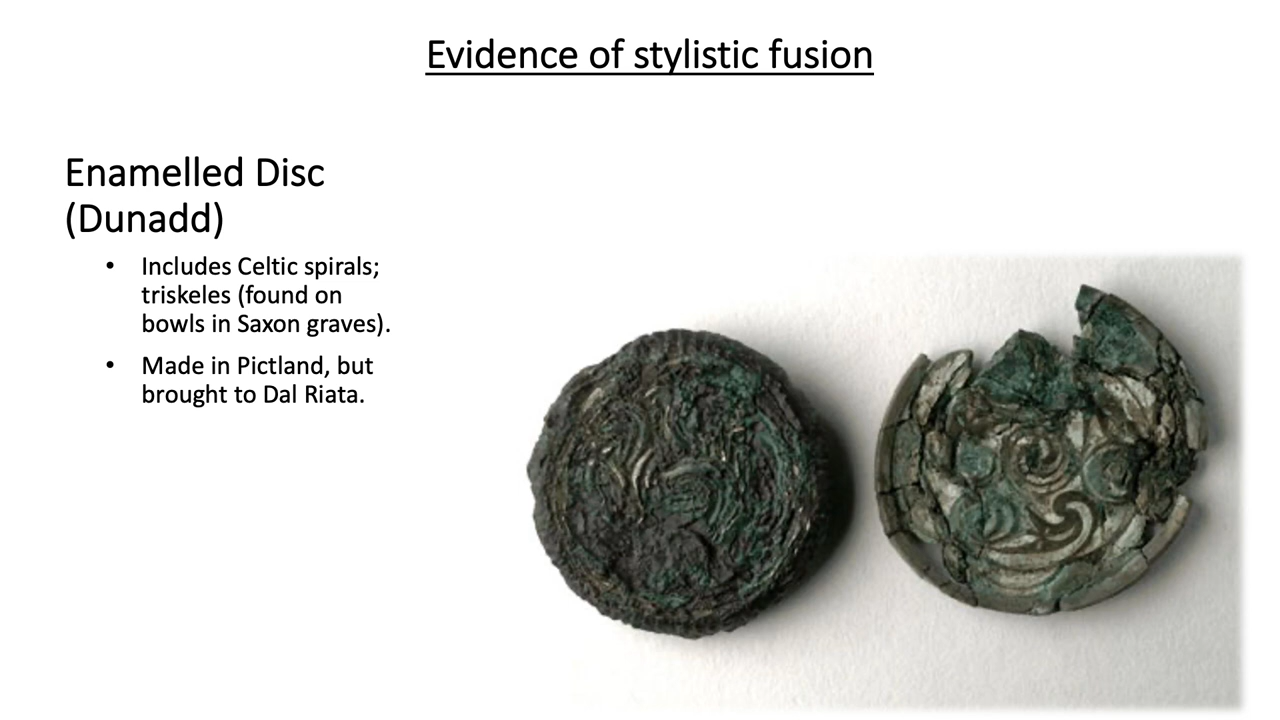 Evidence of stylistic fusion
Enamelled Disc
(Dunadd)
• Includes Celtic spirals;
triskeles (found on
bowls in Saxon graves).
• Made in Pictland, but
brought to Dal Riata.